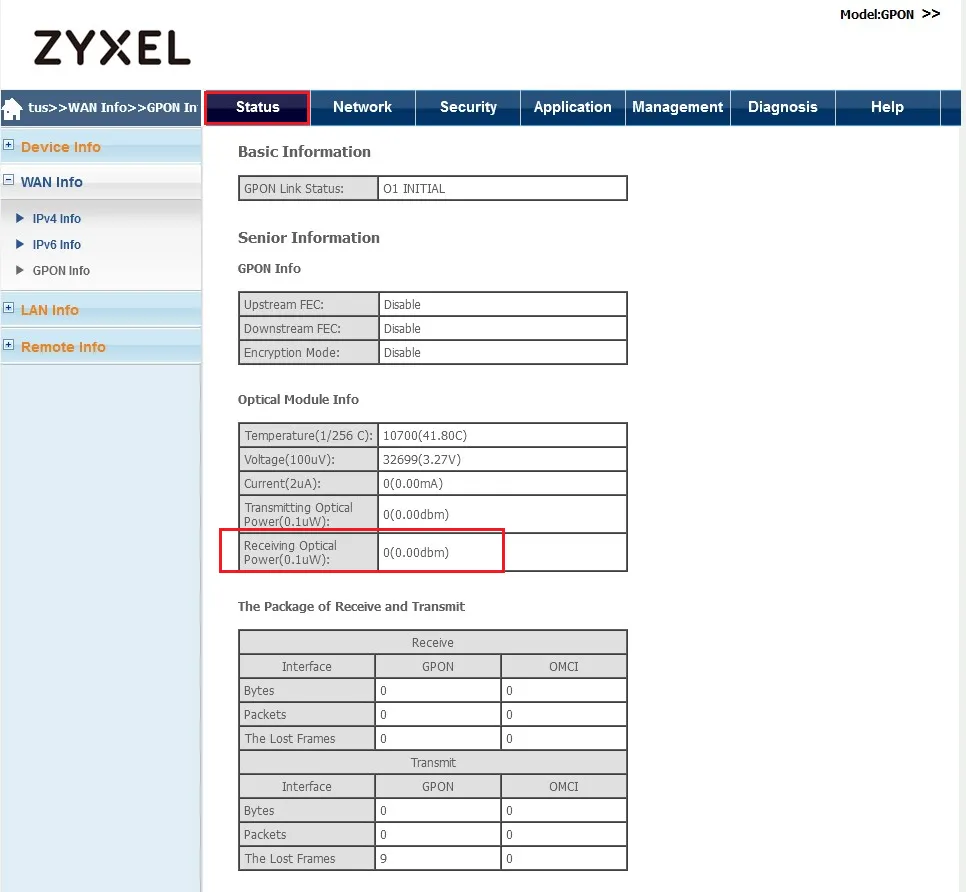 Model:GPON >>
ZYXEL
tus>>WAN Info>>GPON In
Status Network Security Application Management Diagnosis Help
Device Info
WAN Info
IPv4 Info
IPv6 Info
GPON Info
LAN Info
Remote Info
Basic Information
GPON Link Status: O1 INITIAL
Senior Information
GPON Info
Upstream FEC: Disable
Downstream FEC: Disable
Encryption Mode: Disable
Optical Module Info
Temperature(1/256 C): 10700(41.80C)
Voltage(100uV): 32699(3.27V)
Current(2uA): 0(0.00mA)
Transmitting Optical
Power(0.1uW): 0(0.00dbm)
Receiving Optical
Power(0.1uW): 0(0.00dbm)
The Package of Receive and Transmit
Receive
Interface GPON OMCI
Bytes 0 0
Packets 0 0
The Lost Frames 0 0
Transmit
Interface GPON OMCI
Bytes 0 0
Packets 0 0
The Lost Frames 9 0